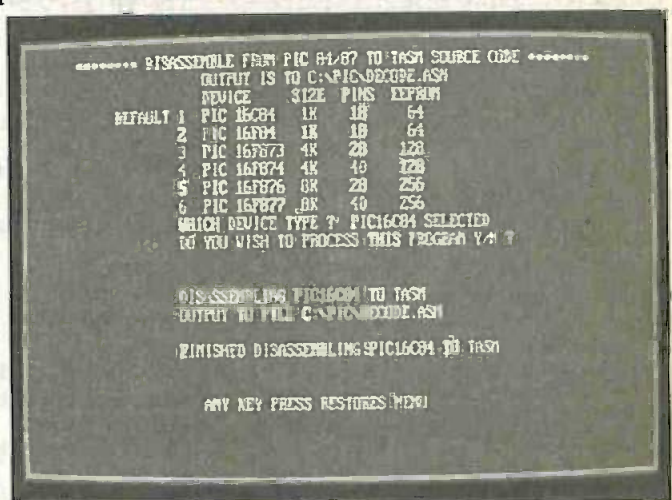 ******** DISASSEMBLE FROM PIC 84/87 TO TASM SOURCE CODE ********
OUTPUT IS TO C:\PIC\DECODE.ASM
DEVICE SIZE PINS EEPROM
DEFAULT 1 PIC 16C84 1K 18 64
2 PIC 16F84 1K 18 64
3 PIC 16F873 4K 28 128
4 PIC 16F874 4K 40 128
5 PIC 16F876 8K 28 256
6 PIC 16F877 8K 40 256
WHICH DEVICE TYPE ? PIC16C84 SELECTED
DO YOU WISH TO PROCESS THIS PROGRAM Y/N ?
DISASSEMBLING PIC16C84 TO TASM
OUTPUT TO FILE C:\PIC\DECODE.ASM
FINISHED DISASSEMBLING PIC16C84 TO TASM
ANY KEY PRESS RESTORES MENU